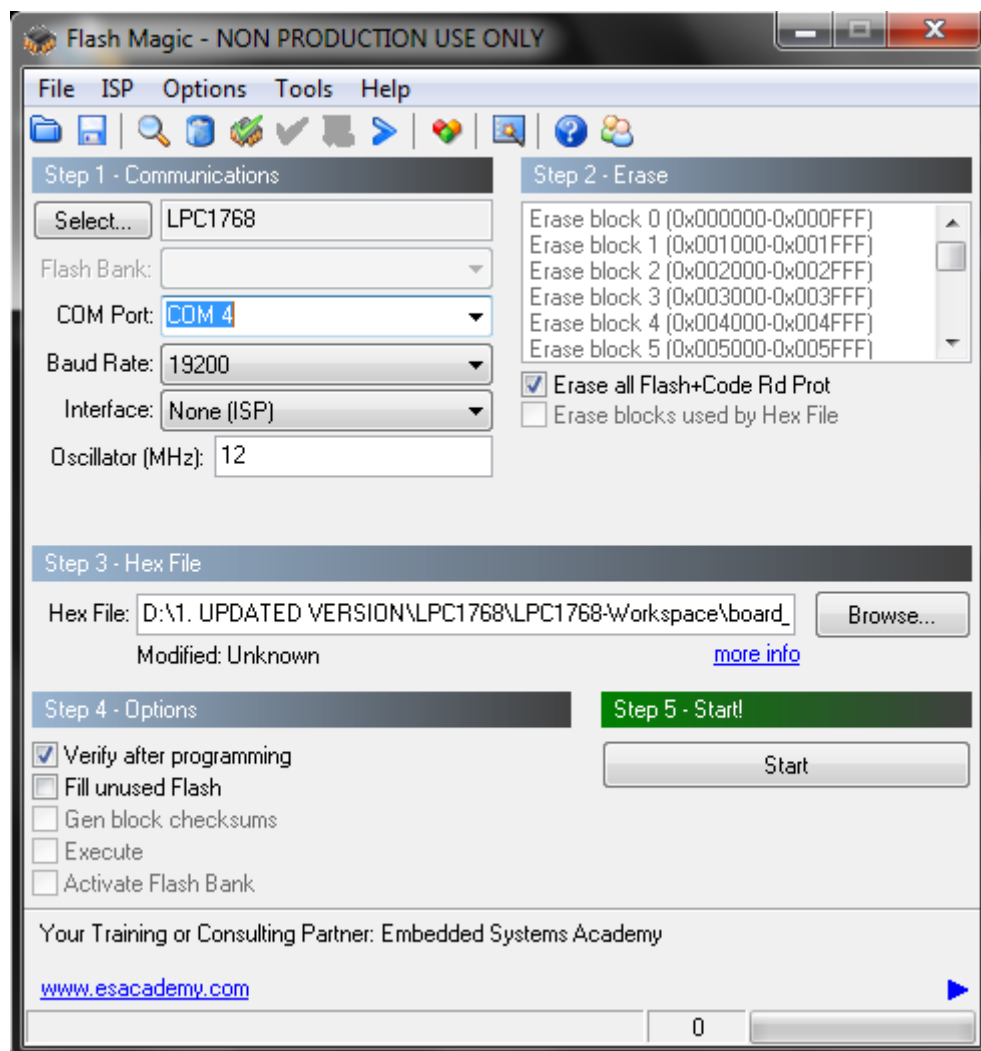 Flash Magic - NON PRODUCTION USE ONLY
File ISP Options Tools Help
Step 1 - Communications
Select... LPC1768
Flash Bank:
COM Port: COM 4
Baud Rate: 19200
Interface: None (ISP)
Oscillator (MHz): 12
Step 2 - Erase
Erase block 0 (0x000000-0x000FFF)
Erase block 1 (0x001000-0x001FFF)
Erase block 2 (0x002000-0x002FFF)
Erase block 3 (0x003000-0x003FFF)
Erase block 4 (0x004000-0x004FFF)
Erase block 5 (0x005000-0x005FFF)
Erase all Flash+Code Rd Prot
Erase blocks used by Hex File
Step 3 - Hex File
Hex File: D:\1. UPDATED VERSION\LPC1768\LPC1768-Workspace\board_ Browse...
Modified: Unknown more info
Step 4 - Options
Verify after programming
Fill unused Flash
Gen block checksums
Execute
Activate Flash Bank
Step 5 - Start!
Start
Your Training or Consulting Partner: Embedded Systems Academy
www.esacademy.com
0